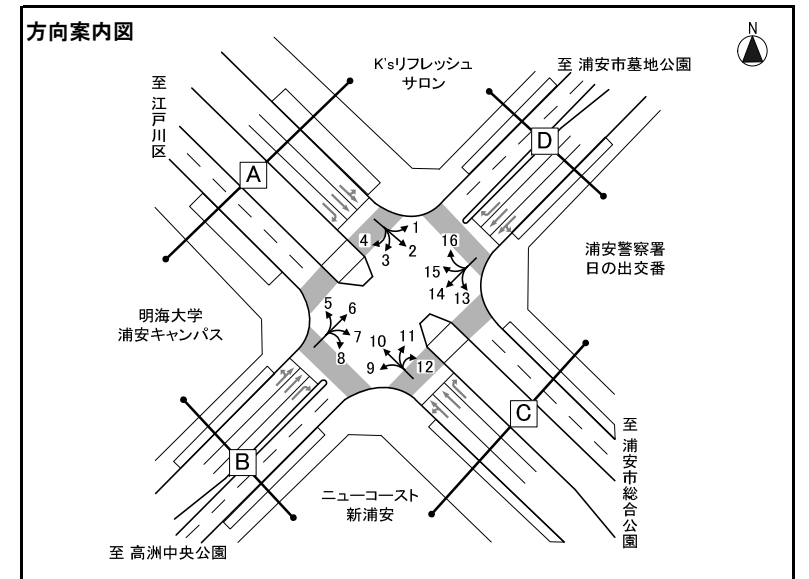 方向案内図
N
K'sリフレッシュ
サロン
至 浦安市墓地公園
至 江戸川区
A
D
1
2
3
4
16
15
14
13
浦安警察署
日の出交番
明海大学
浦安キャンパス
5
6
7
8
9
10
11
12
C
B
至 浦安市総合公園
ニューコースト
新浦安
至 高洲中央公園